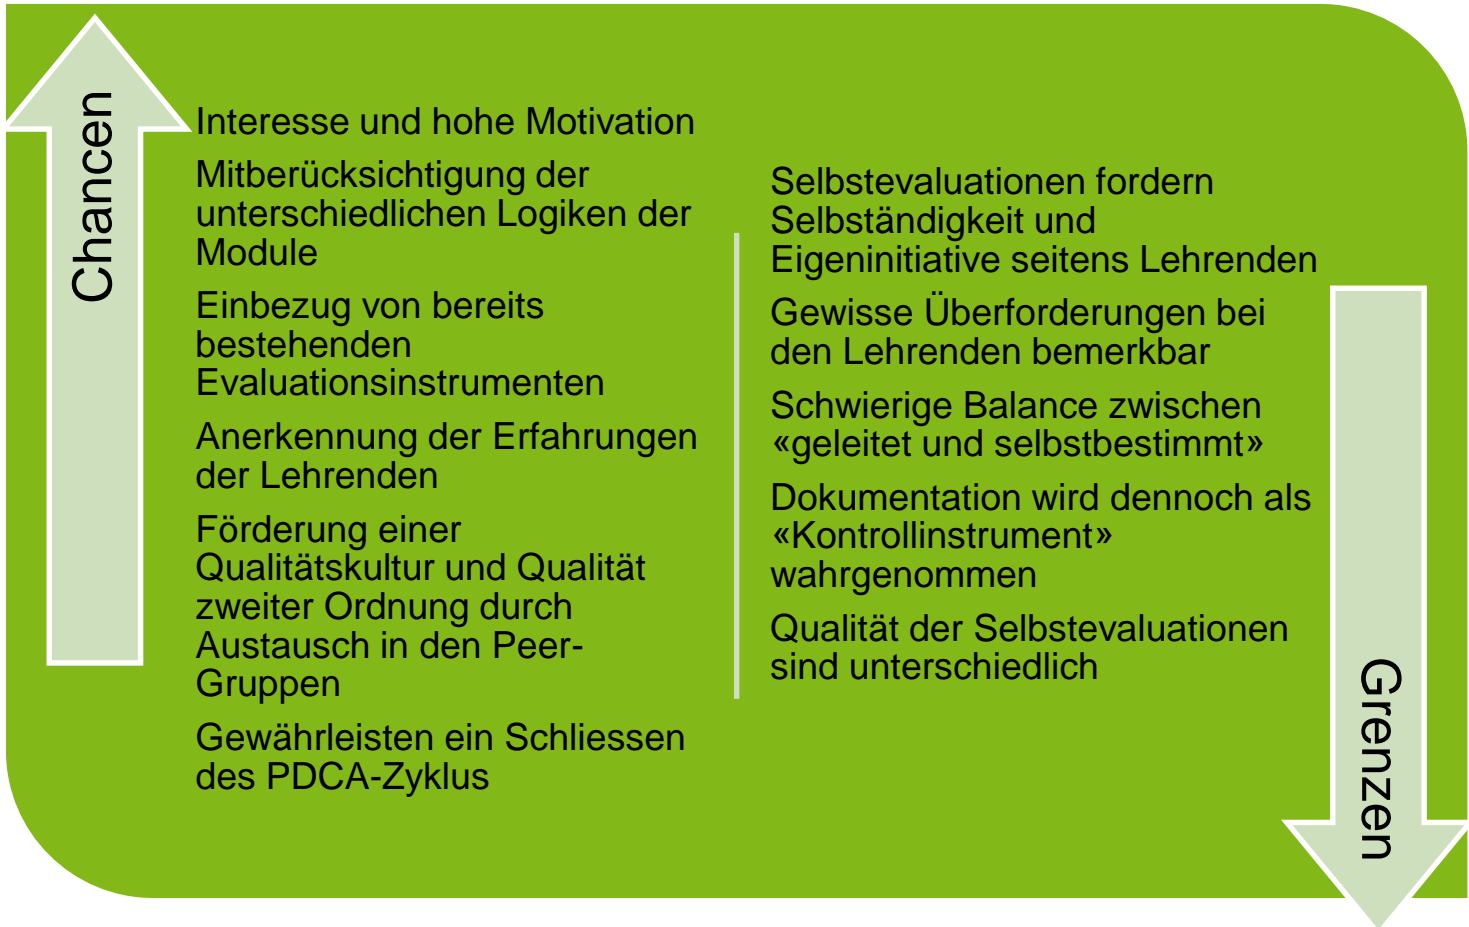 Chancen
Interesse und hohe Motivation
Mitberücksichtigung der
unterschiedlichen Logiken der
Module
Einbezug von bereits
bestehenden
Evaluationsinstrumenten
Anerkennung der Erfahrungen
der Lehrenden
Förderung einer
Qualitätskultur und Qualität
zweiter Ordnung durch
Austausch in den Peer-
Gruppen
Gewährleisten ein Schliessen
des PDCA-Zyklus
Selbstevaluationen fordern
Selbständigkeit und
Eigeninitiative seitens Lehrenden
Gewisse Überforderungen bei
den Lehrenden bemerkbar
Schwierige Balance zwischen
«geleitet und selbstbestimmt»
Dokumentation wird dennoch als
«Kontrollinstrument»
wahrgenommen
Qualität der Selbstevaluationen
sind unterschiedlich
Grenzen